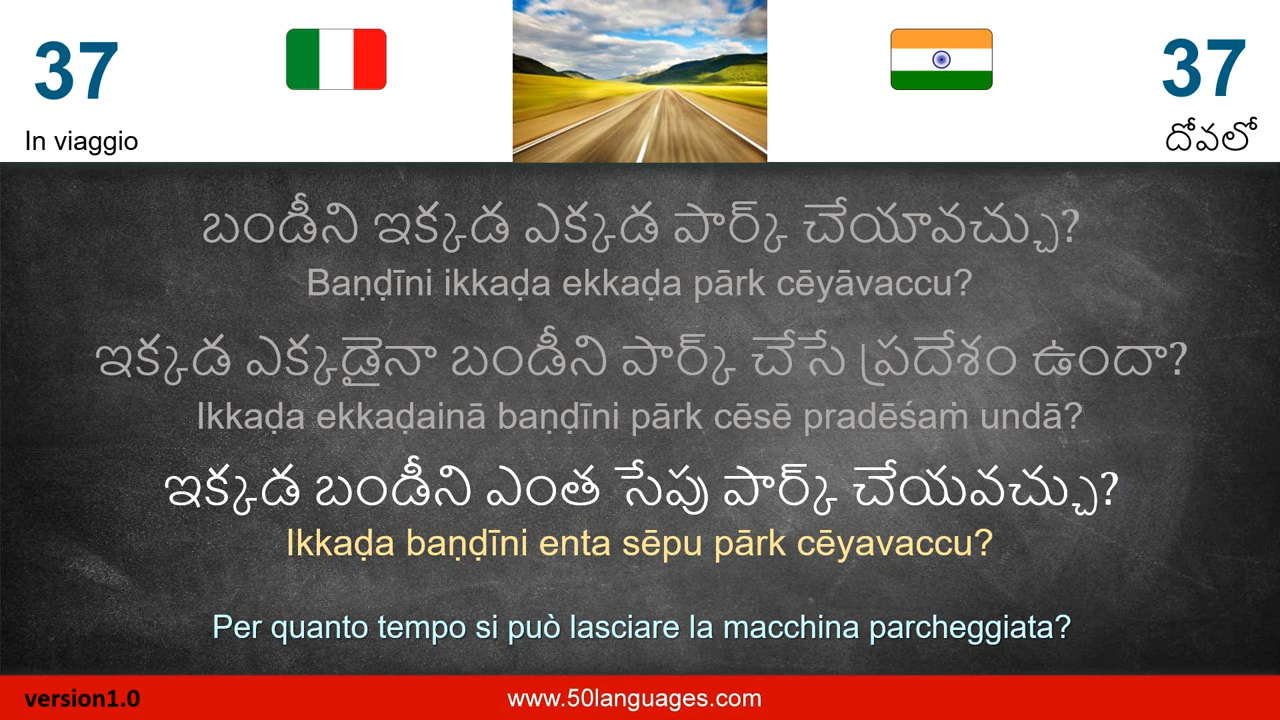 37
In viaggio
37
దోవలో
బండీని ఇక్కడ ఎక్కడ పార్క్ చేయావచ్చు?
Baṇḍīni ikkaḍa ekkaḍa pārk cēyāvaccu?
ఇక్కడ ఎక్కడైనా బండీని పార్క్ చేసే ప్రదేశం ఉందా?
Ikkaḍa ekkaḍainā baṇḍīni pārk cēsē pradēśaṁ undā?
ఇక్కడ బండీని ఎంత సేపు పార్క్ చేయవచ్చు?
Ikkaḍa baṇḍīni enta sēpu pārk cēyavaccu?
Per quanto tempo si può lasciare la macchina parcheggiata?
version1.0
www.50languages.com